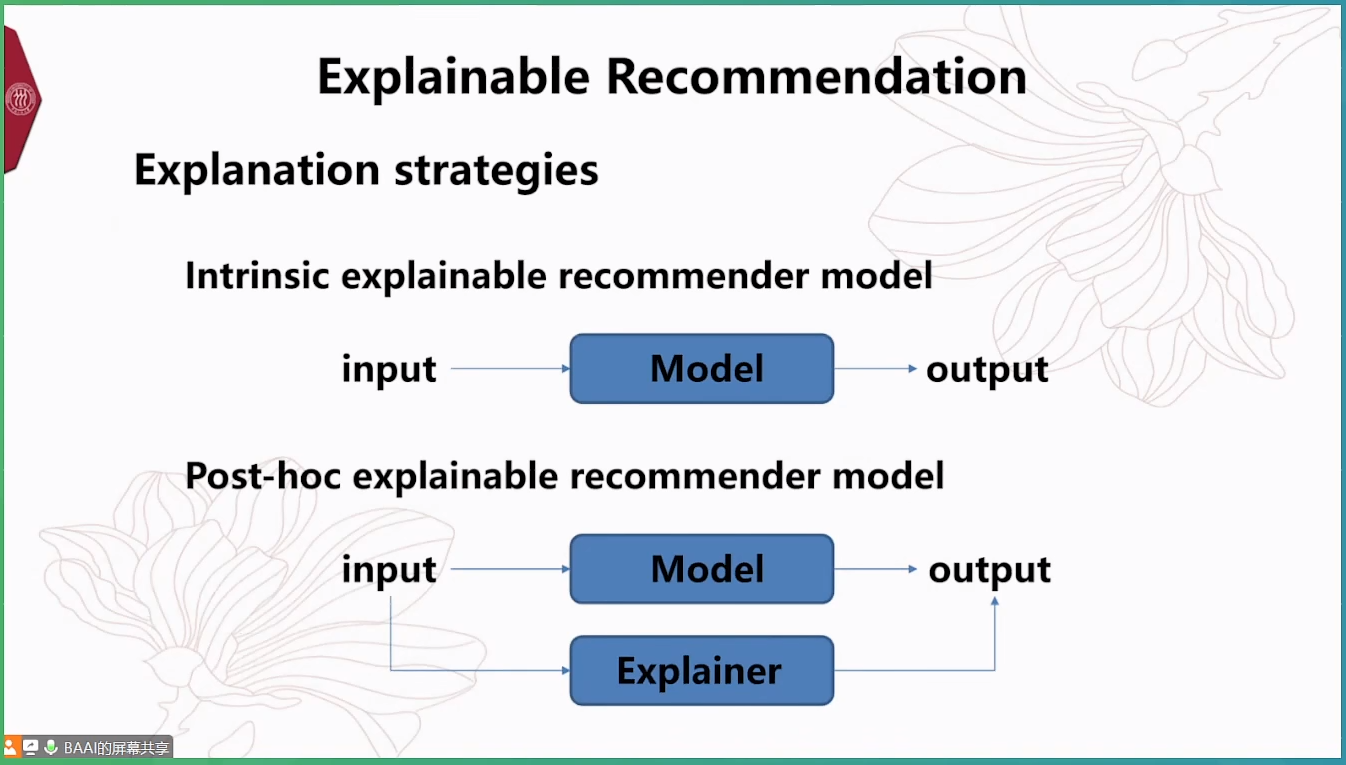 Explainable Recommendation
Explanation strategies
Intrinsic explainable recommender model
input
Model
output
Post-hoc explainable recommender model
input
Model
output
Explainer
BAAI的屏幕共享